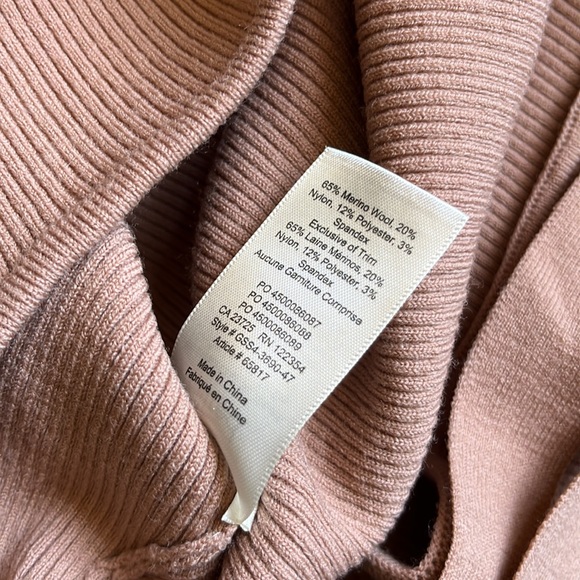 65% Merino Wool, 20%
Nylon, 12% Polyester, 3%
Spandex
Exclusive of Trim
65% Laine Mérinos, 20%
Nylon, 12% Polyester, 3%
Spandex
Aucune Garniture Comprise
PO 4500086087
PO 4500086088
PO 4500086089
CA 23725 RN 122354
Style # GSS4-3690-47
Article # 65817
Made in China
Fabriqué en Chine